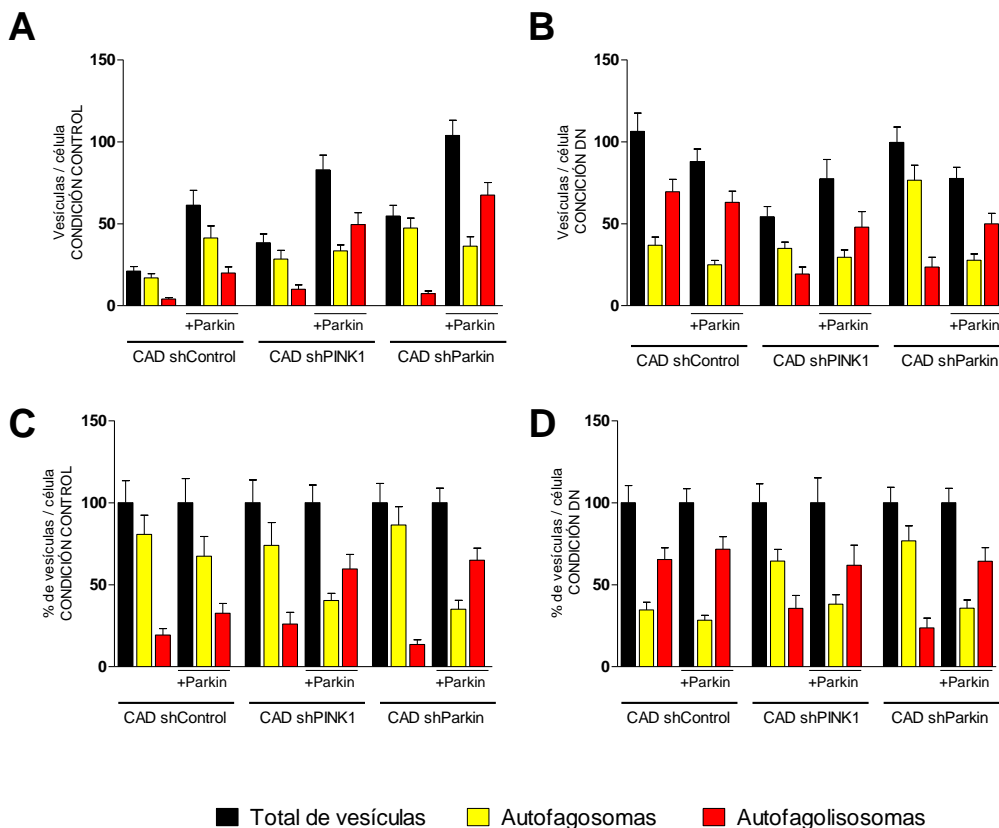 A
150
100
50
0
Vesículas / célula
CONDICIÓN CONTROL
+Parkin
+Parkin
+Parkin
CAD shControl
CAD shPINK1
CAD shParkin
B
150
100
50
0
Vesículas / célula
CONCICIÓN DN
+Parkin
+Parkin
+Parkin
CAD shControl
CAD shPINK1
CAD shParkin
C
150
100
50
0
% de vesículas / célula
CONDICIÓN CONTROL
+Parkin
+Parkin
+Parkin
CAD shControl
CAD shPINK1
CAD shParkin
D
150
100
50
0
% de vesículas / célula
CONDICIÓN DN
+Parkin
+Parkin
+Parkin
CAD shControl
CAD shPINK1
CAD shParkin
Total de vesículas
Autofagosomas
Autofagolisosomas